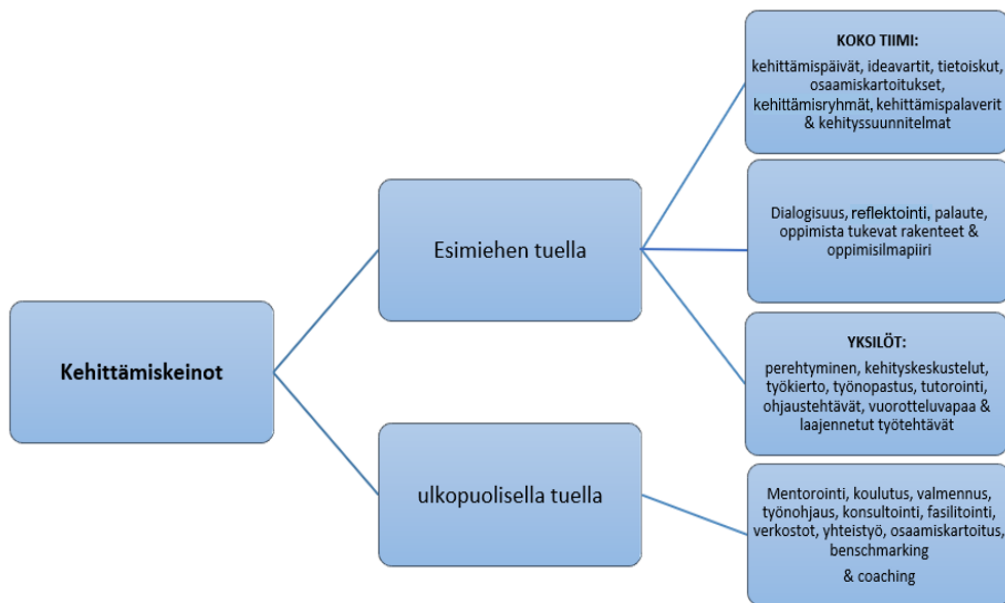 Kehittämiskeinot
Esimiehen tuella
ulkopuolisella tuella
KOKO TIIMI:
kehittämispäivät, ideavartit, tietoiskut,
osaamiskartoitukset,
kehittämisryhmät, kehittämispalaverit
& kehityssuunnitelmat
Dialogisuus, reflektointi, palaute,
oppimista tukevat rakenteet &
oppimisilmapiiri
YKSILÖT:
perehtyminen, kehityskeskustelut,
työkierto, työnopastus, tutorointi,
ohjaustehtävät, vuorotteluvapaa &
laajennetut työtehtävät
Mentorointi, koulutus, valmennus,
työnohjaus, konsultointi, fasilitointi,
verkostot, yhteistyö, osaamiskartoitus,
benschmarking
& coaching